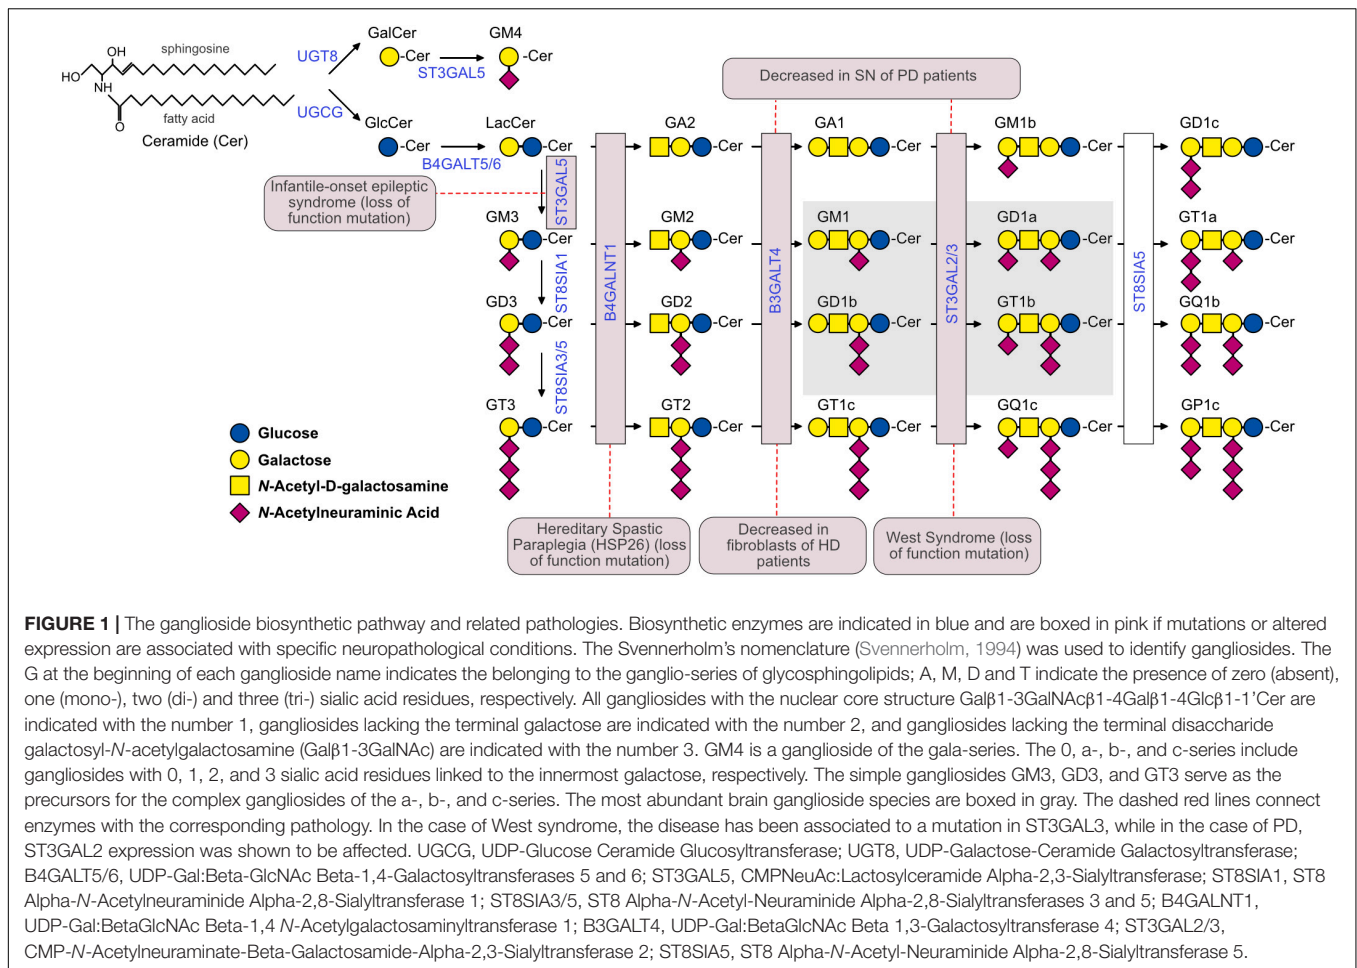 sphingosine
OH
HO
NH
O
fatty acid
Ceramide (Cer)
UGT8
UGCG
GalCer
-Cer
ST3GAL5
GM4
-Cer
GlcCer
-Cer
B4GALT5/6
LacCer
-Cer
GA2
-Cer
GA1
-Cer
GM1b
-Cer
GD1c
-Cer
Decreased in SN of PD patients
Infantile-onset epileptic
syndrome (loss of
function mutation)
ST3GAL5
GM3
-Cer
GM2
-Cer
GM1
-Cer
GD1a
-Cer
GT1a
-Cer
ST8SIA1
B4GALNT1
B3GALT4
ST3GAL2/3
ST8SIA5
GD3
-Cer
GD2
-Cer
GD1b
-Cer
GT1b
-Cer
GQ1b
-Cer
ST8SIA3/5
GT3
-Cer
GT2
-Cer
GT1c
-Cer
GQ1c
-Cer
GP1c
-Cer
Glucose
Galactose
N-Acetyl-D-galactosamine
N-Acetylneuraminic Acid
Hereditary Spastic
Paraplegia (HSP26) (loss
of function mutation)
Decreased in
fibroblasts of HD
patients
West Syndrome (loss
of function mutation)
FIGURE 1 | The ganglioside biosynthetic pathway and related pathologies. Biosynthetic enzymes are indicated in blue and are boxed in pink if mutations or altered
expression are associated with specific neuropathological conditions. The Svennerholm's nomenclature (Svennerholm, 1994) was used to identify gangliosides. The
G at the beginning of each ganglioside name indicates the belonging to the ganglio-series of glycosphingolipids; A, M, D and T indicate the presence of zero (absent),
one (mono-), two (di-) and three (tri-) sialic acid residues, respectively. All gangliosides with the nuclear core structure Galβ1-3GalNAcβ1-4Galβ1-4Glcβ1-1'Cer are
indicated with the number 1, gangliosides lacking the terminal galactose are indicated with the number 2, and gangliosides lacking the terminal disaccharide
galactosyl-N-acetylgalactosamine (Galβ1-3GalNAc) are indicated with the number 3. GM4 is a ganglioside of the gala-series. The 0, a-, b-, and c-series include
gangliosides with 0, 1, 2, and 3 sialic acid residues linked to the innermost galactose, respectively. The simple gangliosides GM3, GD3, and GT3 serve as the
precursors for the complex gangliosides of the a-, b-, and c-series. The most abundant brain ganglioside species are boxed in gray. The dashed red lines connect
enzymes with the corresponding pathology. In the case of West syndrome, the disease has been associated to a mutation in ST3GAL3, while in the case of PD,
ST3GAL2 expression was shown to be affected. UGCG, UDP-Glucose Ceramide Glucosyltransferase; UGT8, UDP-Galactose-Ceramide Galactosyltransferase;
B4GALT5/6, UDP-Gal:Beta-GlcNAc Beta-1,4-Galactosyltransferases 5 and 6; ST3GAL5, CMPNeuAc:Lactosylceramide Alpha-2,3-Sialyltransferase; ST8SIA1, ST8
Alpha-N-Acetylneuraminide Alpha-2,8-Sialyltransferase 1; ST8SIA3/5, ST8 Alpha-N-Acetyl-Neuraminide Alpha-2,8-Sialyltransferases 3 and 5; B4GALNT1,
UDP-Gal:BetaGlcNAc Beta-1,4 N-Acetylgalactosaminyltransferase 1; B3GALT4, UDP-Gal:BetaGlcNAc Beta 1,3-Galactosyltransferase 4; ST3GAL2/3,
CMP-N-Acetylneuraminate-Beta-Galactosamide-Alpha-2,3-Sialyltransferase 2; ST8SIA5, ST8 Alpha-N-Acetyl-Neuraminide Alpha-2,8-Sialyltransferase 5.